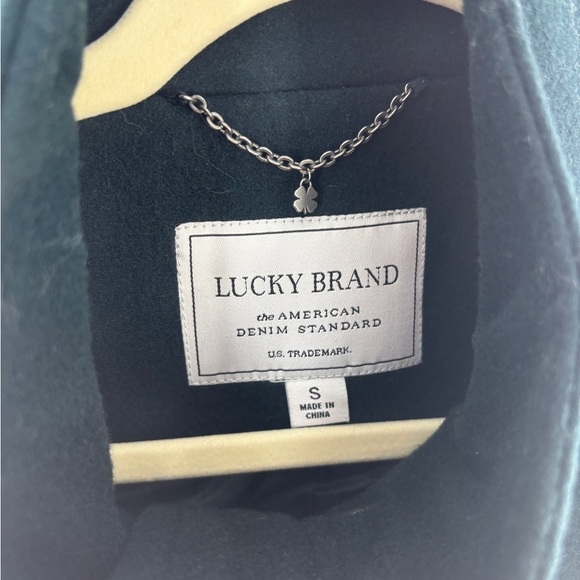 LUCKY BRAND
the AMERICAN
DENIM STANDARD
U.S. TRADEMARK.
S
MADE IN
CHINA